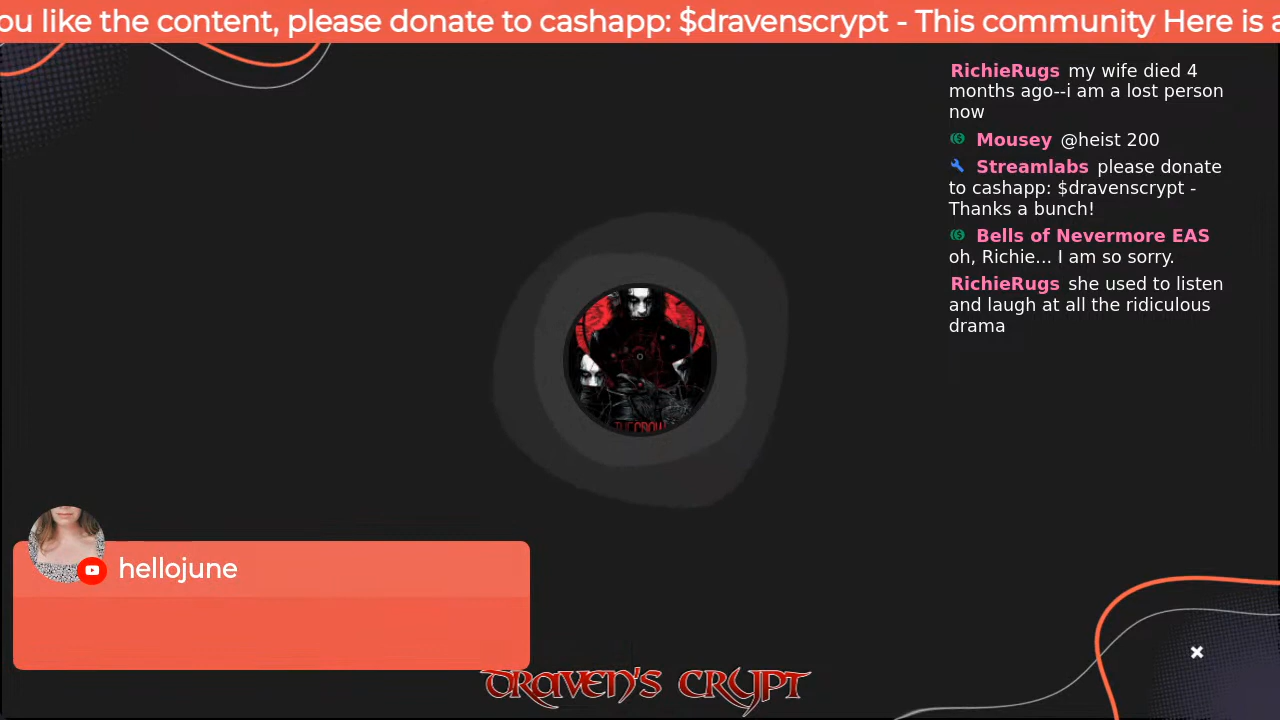 ou like the content, please donate to cashapp: $dravenscrypt - This community Here is a
RichieRugs my wife died 4
months ago--i am a lost person
now
Mousey @heist 200
Streamlabs please donate
to cashapp: $dravenscrypt -
Thanks a bunch!
Bells of Nevermore EAS
oh, Richie... I am so sorry.
RichieRugs she used to listen
and laugh at all the ridiculous
drama
THE CROW
hellojune
DRAVEN'S CRYPT